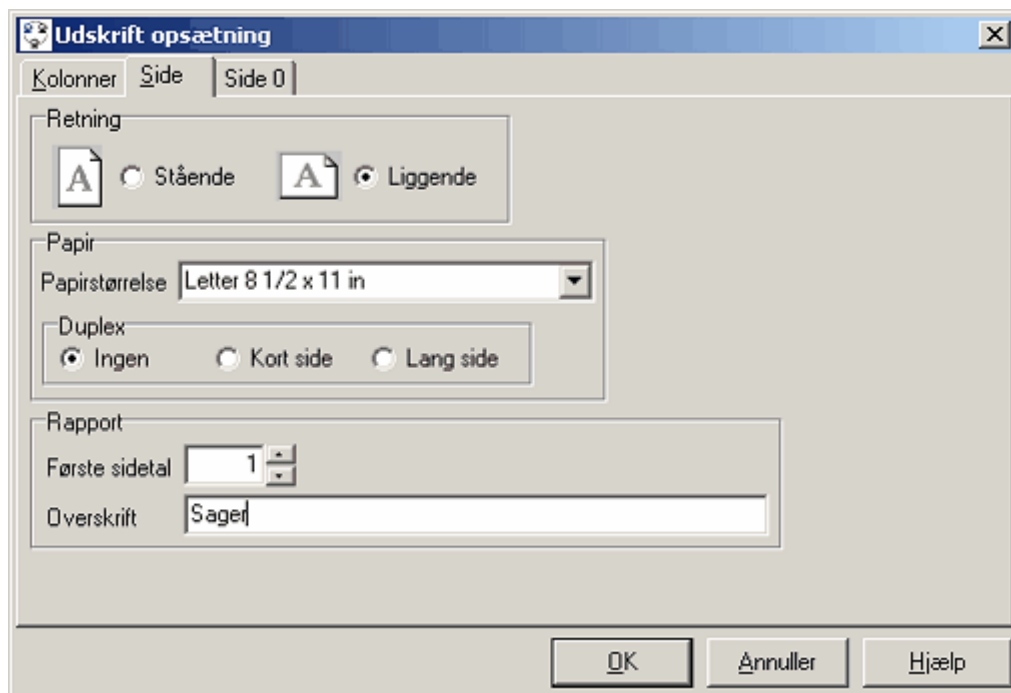 Udskrift opsætning
Kolonner Side Side 0
Retning
A Stående A Liggende
Papir
Papirstørrelse Letter 8 1/2 x 11 in
Duplex
Ingen Kort side Lang side
Rapport
Første sidetal 1
Overskrift Sager
OK Annuller Hjælp